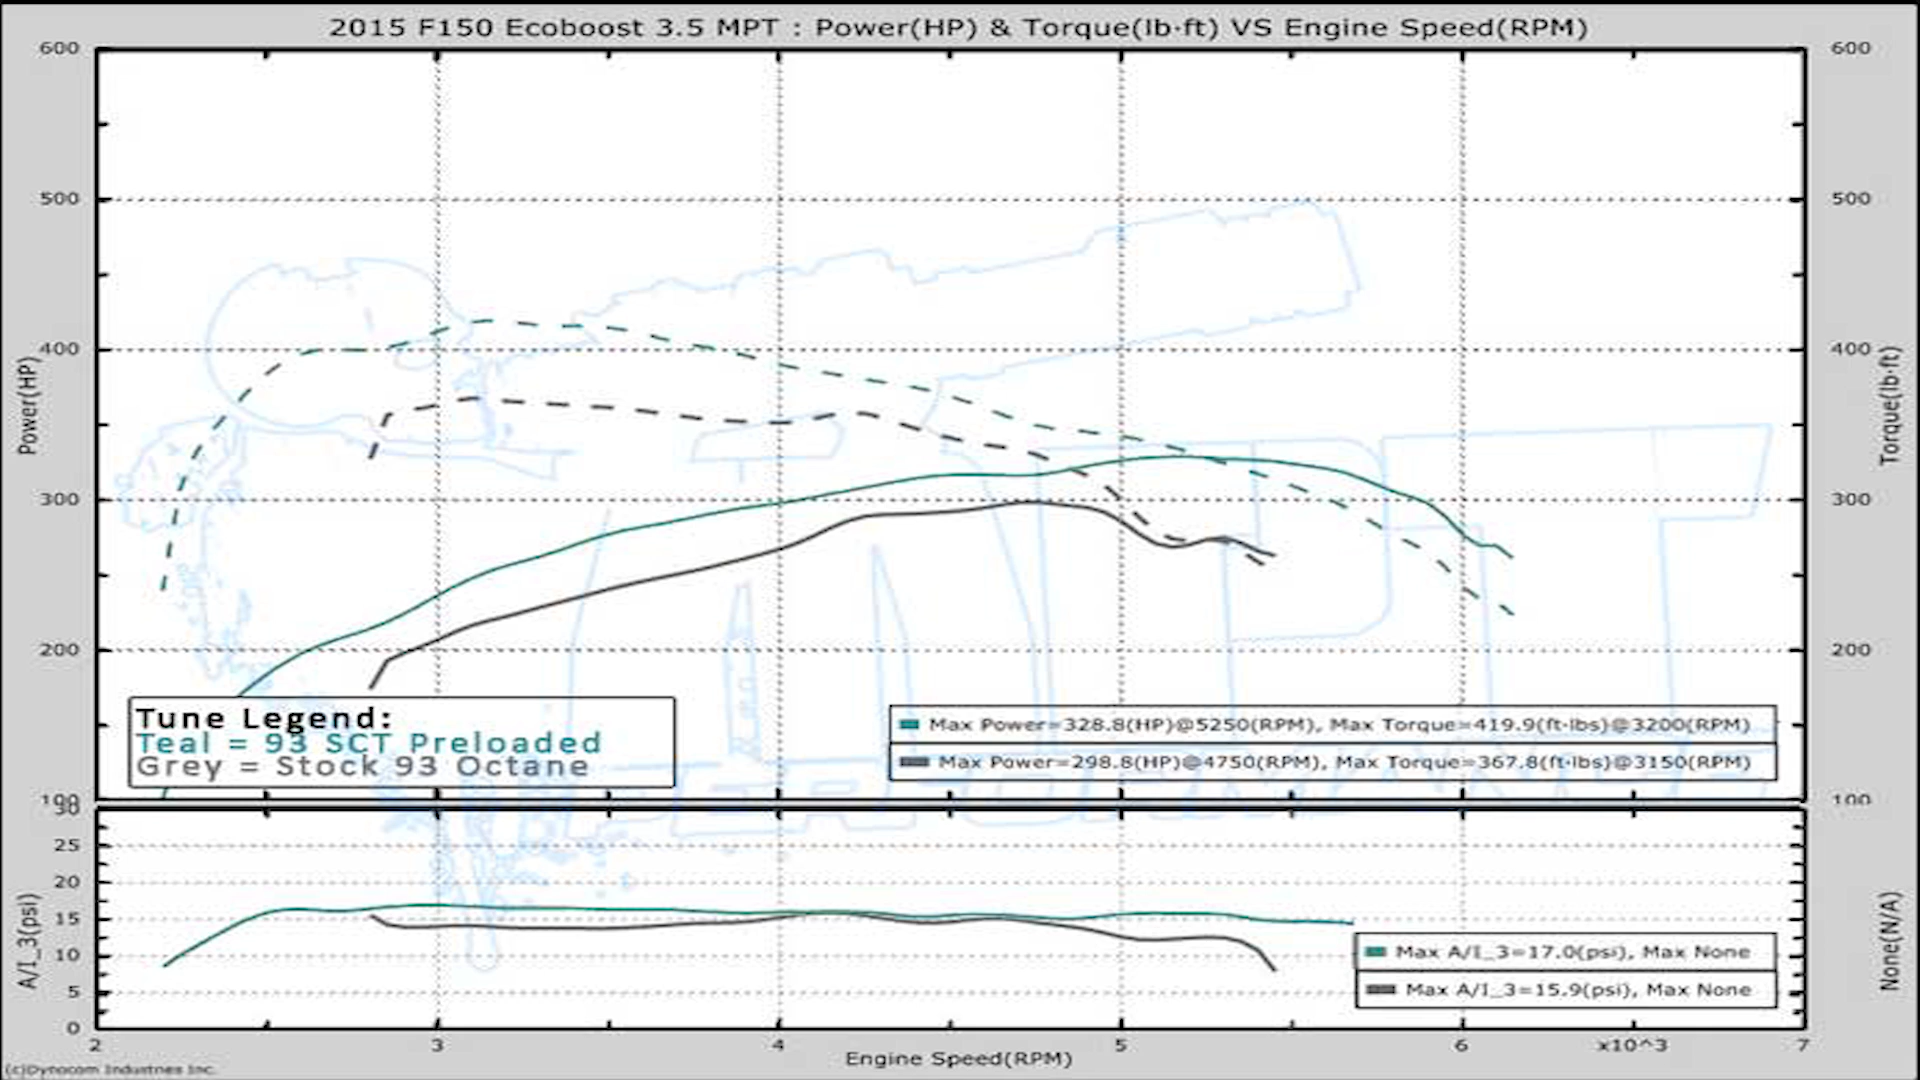 2015 F150 Ecoboost 3.5 MPT : Power(HP) & Torque(lb·ft) VS Engine Speed(RPM)
600
600
500
500
400
400
Power(HP)
Torque(lb·ft)
300
300
200
200
Tune Legend:
Teal = 93 SCT Preloaded
Grey = Stock 93 Octane
Max Power=328.8(HP)@5250(RPM), Max Torque=419.9(ft·lbs)@3200(RPM)
Max Power=298.8(HP)@4750(RPM), Max Torque=367.8(ft·lbs)@3150(RPM)
100
100
30
25
20
15
10
5
0
A/I_3(psi)
None(N/A)
Max A/I_3=17.0(psi), Max None
Max A/I_3=15.9(psi), Max None
2 3 4 5 6 x10^3 7
Engine Speed(RPM)
(c)Dynocom Industries Inc.